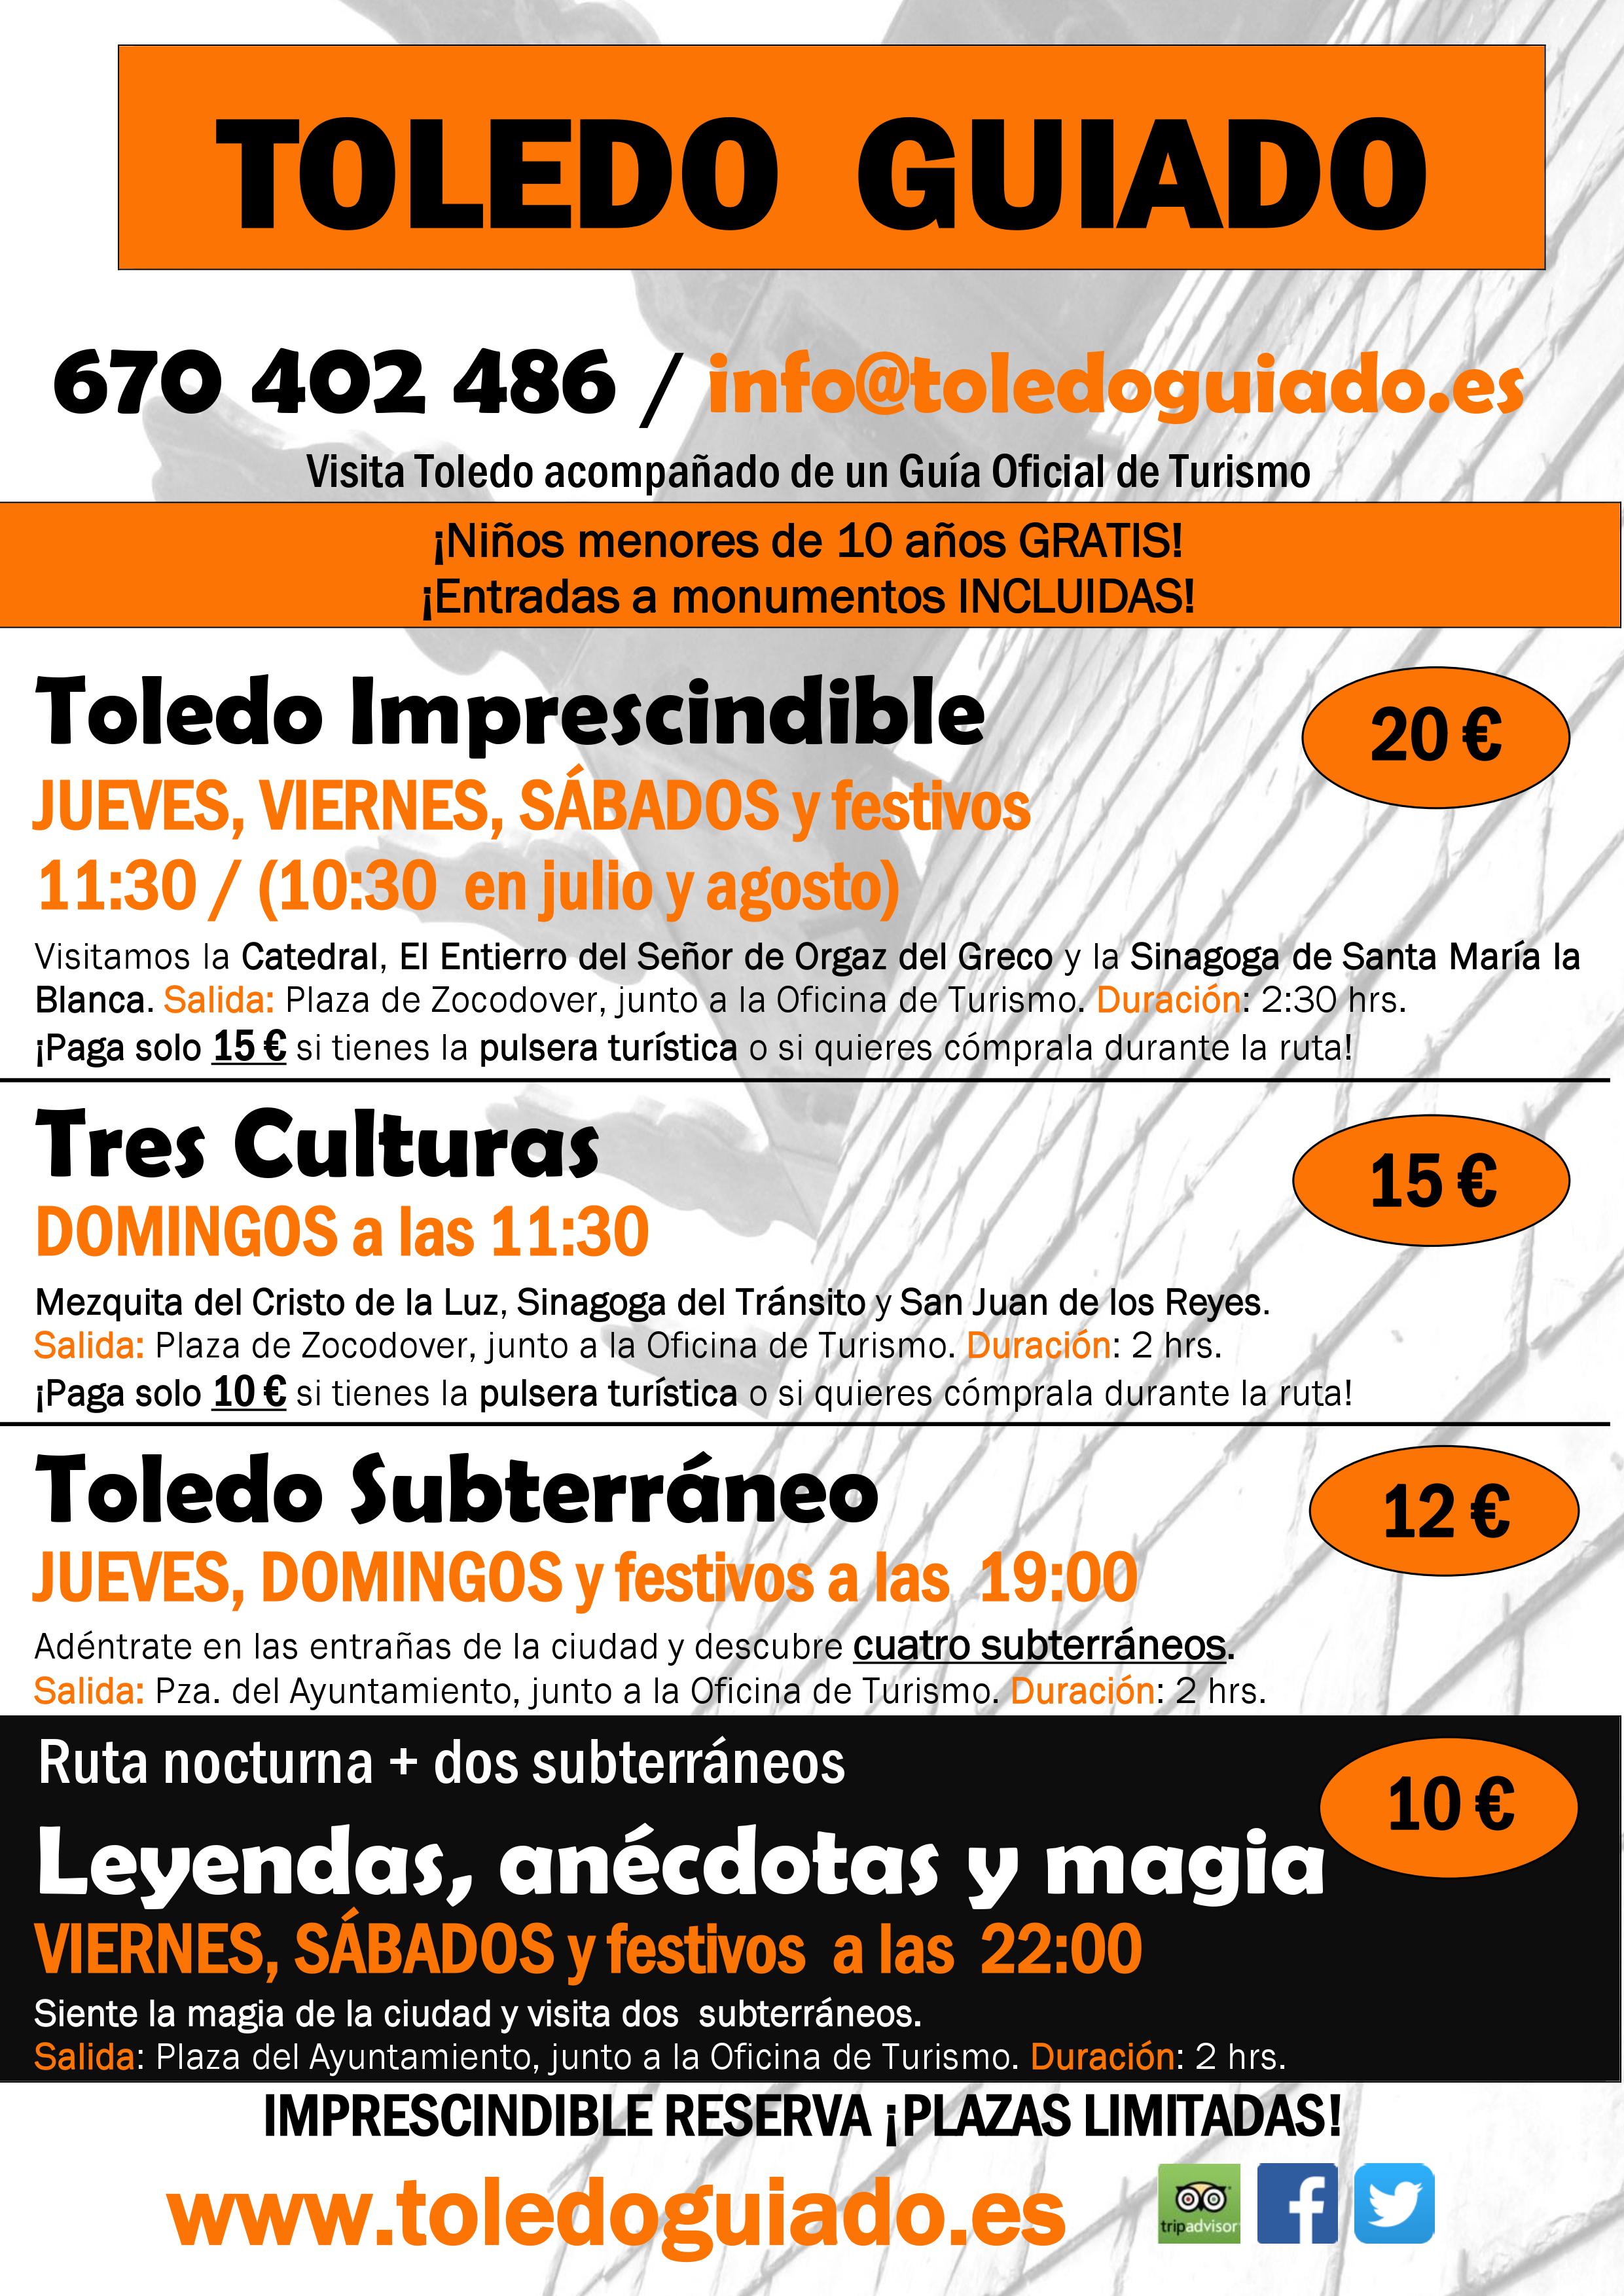 TOLEDO GUIADO
670 402 486 / info@toledoguiado.es
Visita Toledo acompañado de un Guía Oficial de Turismo
¡Niños menores de 10 años GRATIS!
¡Entradas a monumentos INCLUIDAS!
Toledo Imprescindible
20 €
JUEVES, VIERNES, SÁBADOS y festivos
11:30 / (10:30 en julio y agosto)
Visitamos la Catedral, El Entierro del Señor de Orgaz del Greco y la Sinagoga de Santa María la
Blanca. Salida: Plaza de Zocodover, junto a la Oficina de Turismo. Duración: 2:30 hrs.
¡Paga solo 15 € si tienes la pulsera turística o si quieres cómprala durante la ruta!
Tres Culturas
15 €
DOMINGOS a las 11:30
Mezquita del Cristo de la Luz, Sinagoga del Tránsito y San Juan de los Reyes.
Salida: Plaza de Zocodover, junto a la Oficina de Turismo. Duración: 2 hrs.
¡Paga solo 10 € si tienes la pulsera turística o si quieres cómprala durante la ruta!
Toledo Subterráneo
12 €
JUEVES, DOMINGOS y festivos a las 19:00
Adéntrate en las entrañas de la ciudad y descubre cuatro subterráneos.
Salida: Pza. del Ayuntamiento, junto a la Oficina de Turismo. Duración: 2 hrs.
Ruta nocturna + dos subterráneos
10 €
Leyendas, anécdotas y magia
VIERNES, SÁBADOS y festivos a las 22:00
Siente la magia de la ciudad y visita dos subterráneos.
Salida: Plaza del Ayuntamiento, junto a la Oficina de Turismo. Duración: 2 hrs.
IMPRESCINDIBLE RESERVA ¡PLAZAS LIMITADAS!
www.toledoguiado.es
tripadvisor